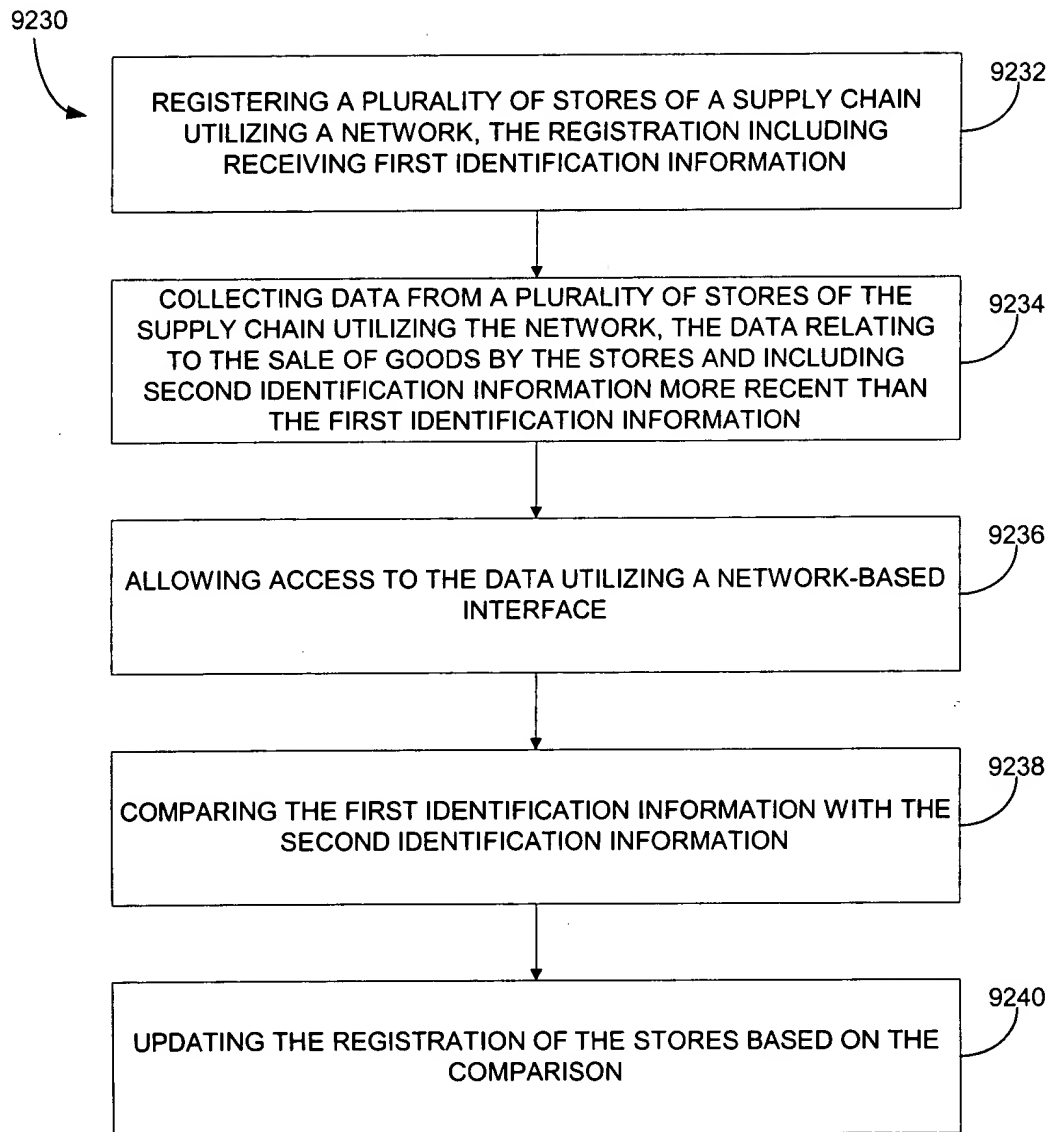 9230
9232
REGISTERING A PLURALITY OF STORES OF A SUPPLY CHAIN
UTILIZING A NETWORK, THE REGISTRATION INCLUDING
RECEIVING FIRST IDENTIFICATION INFORMATION
9234
COLLECTING DATA FROM A PLURALITY OF STORES OF THE
SUPPLY CHAIN UTILIZING THE NETWORK, THE DATA RELATING
TO THE SALE OF GOODS BY THE STORES AND INCLUDING
SECOND IDENTIFICATION INFORMATION MORE RECENT THAN
THE FIRST IDENTIFICATION INFORMATION
9236
ALLOWING ACCESS TO THE DATA UTILIZING A NETWORK-BASED
INTERFACE
9238
COMPARING THE FIRST IDENTIFICATION INFORMATION WITH THE
SECOND IDENTIFICATION INFORMATION
9240
UPDATING THE REGISTRATION OF THE STORES BASED ON THE
COMPARISON